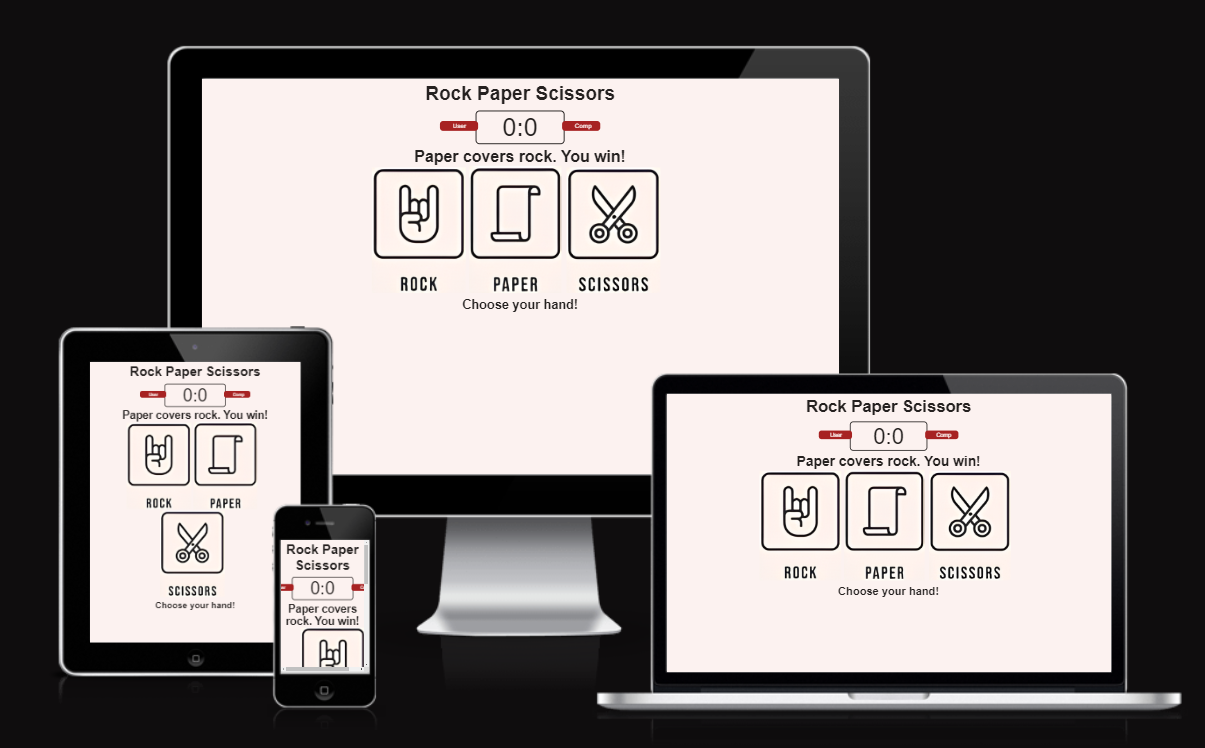 Rock Paper Scissors
User 0:0 Comp
Paper covers rock. You win!
ROCK PAPER SCISSORS
Choose your hand!
Rock Paper Scissors
User 0:0 Comp
Paper covers rock. You win!
ROCK PAPER
SCISSORS
Choose your hand!
Rock Paper
Scissors
0:0
Paper covers
rock. You win!
Rock Paper Scissors
User 0:0 Comp
Paper covers rock. You win!
ROCK PAPER SCISSORS
Choose your hand!